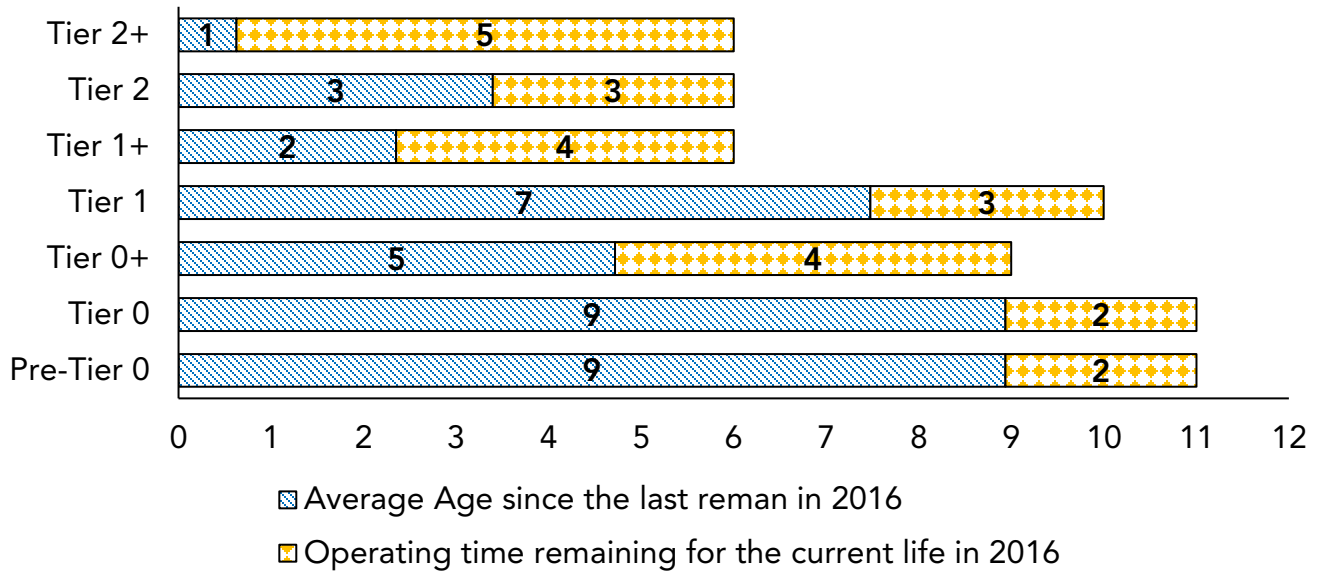 Tier 2+ 1 5
Tier 2 3 3
Tier 1+ 2 4
Tier 1 7 3
Tier 0+ 5 4
Tier 0 9 2
Pre-Tier 0 9 2
0 1 2 3 4 5 6 7 8 9 10 11 12
Average Age since the last reman in 2016
Operating time remaining for the current life in 2016